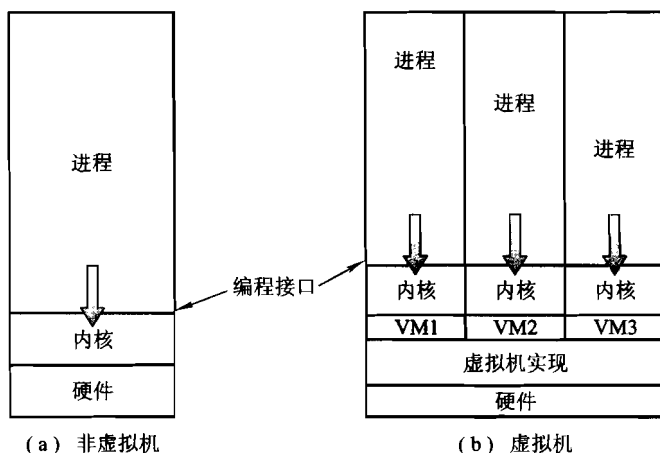 进程
内核
硬件
(a) 非虚拟机
编程接口
进程
进程
进程
内核
内核
内核
VM1
VM2
VM3
虚拟机实现
硬件
(b) 虚拟机